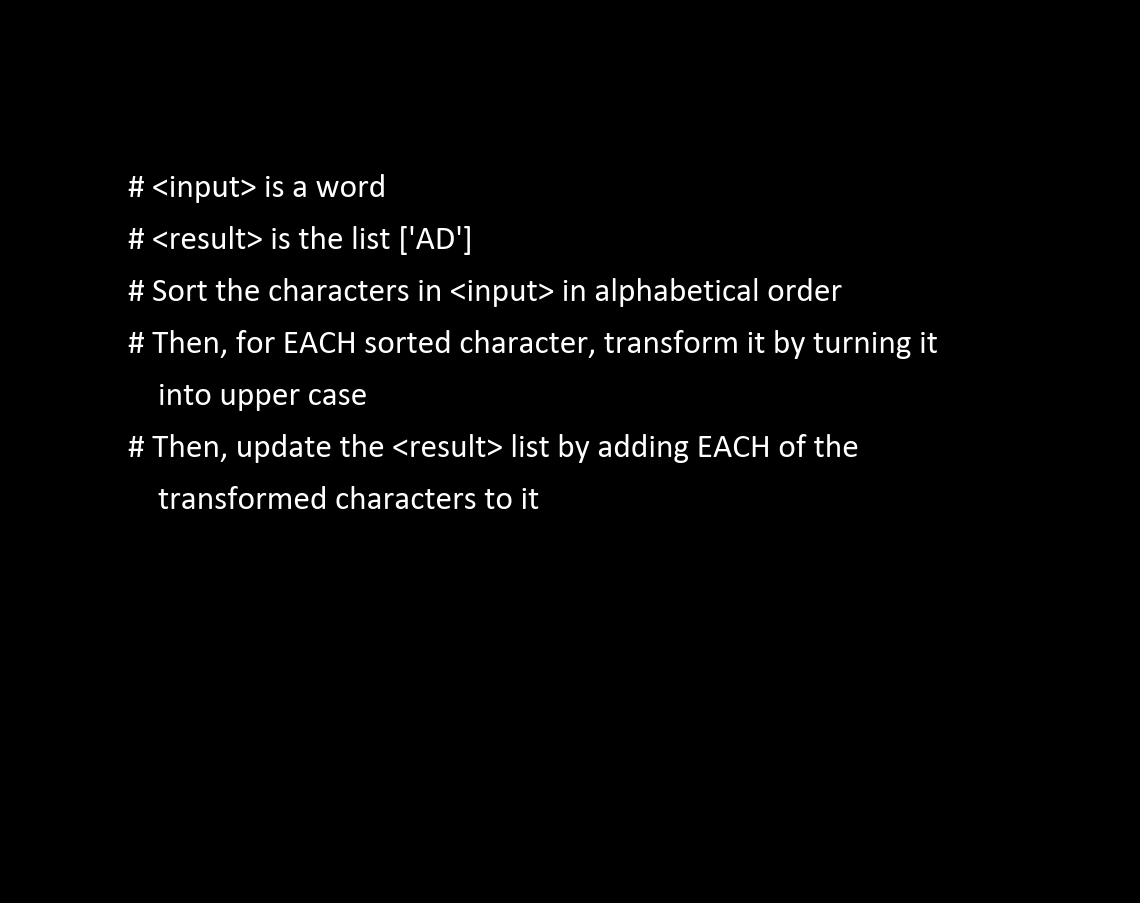 # <input> is a word
# <result> is the list ['AD']
# Sort the characters in <input> in alphabetical order
# Then, for EACH sorted character, transform it by turning it
into upper case
# Then, update the <result> list by adding EACH of the
transformed characters to it